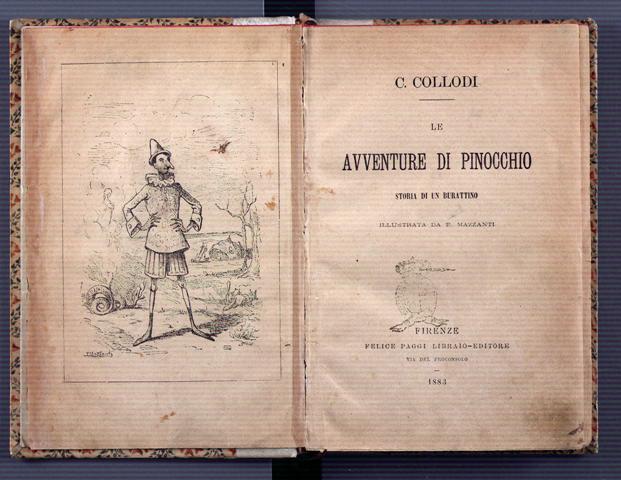 C. COLLODI
LE
AVVENTURE DI PINOCCHIO
STORIA DI UN BURATTINO
ILLUSTRATA DA E. MAZZANTI
FIRENZE
FELICE PAGGI LIBRAIO-EDITORE
VIA DEL PROCONSOLO
1883